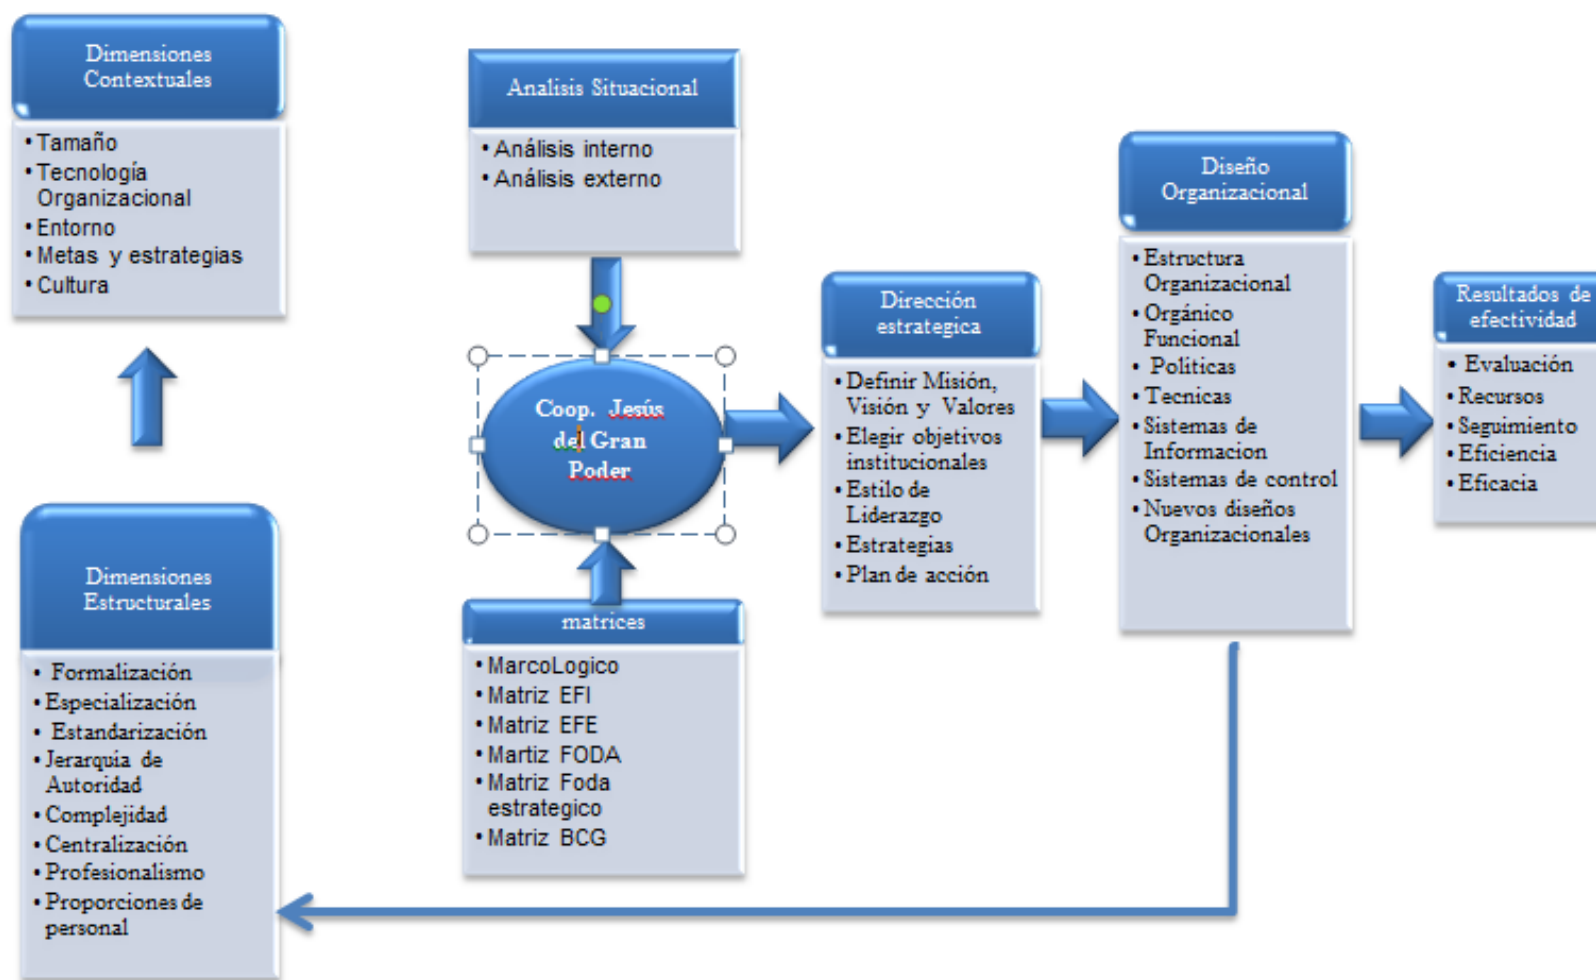 Dimensiones
Contextuales
• Tamaño
• Tecnología
Organizacional
• Entorno
• Metas y estrategias
• Cultura
Analisis Situacional
• Análisis interno
• Análisis externo
Coop. Jesús
del Gran
Poder
matrices
• MarcoLogico
• Matriz EFI
• Matriz EFE
• Martiz FODA
• Matriz Foda
estrategico
• Matriz BCG
Dirección
estrategica
• Definir Misión,
Visión y Valores
• Elegir objetivos
institucionales
• Estilo de
Liderazgo
• Estrategias
• Plan de acción
Diseño
Organizacional
• Estructura
Organizacional
• Orgánico
Funcional
• Políticas
• Tecnicas
• Sistemas de
Informacion
• Sistemas de control
• Nuevos diseños
Organizacionales
Resultados de
efectividad
• Evaluación
• Recursos
• Seguimiento
• Eficiencia
• Eficacia
Dimensiones
Estructurales
• Formalización
• Especialización
• Estandarización
• Jerarquía de
Autoridad
• Complejidad
• Centralización
• Profesionalismo
• Proporciones de
personal